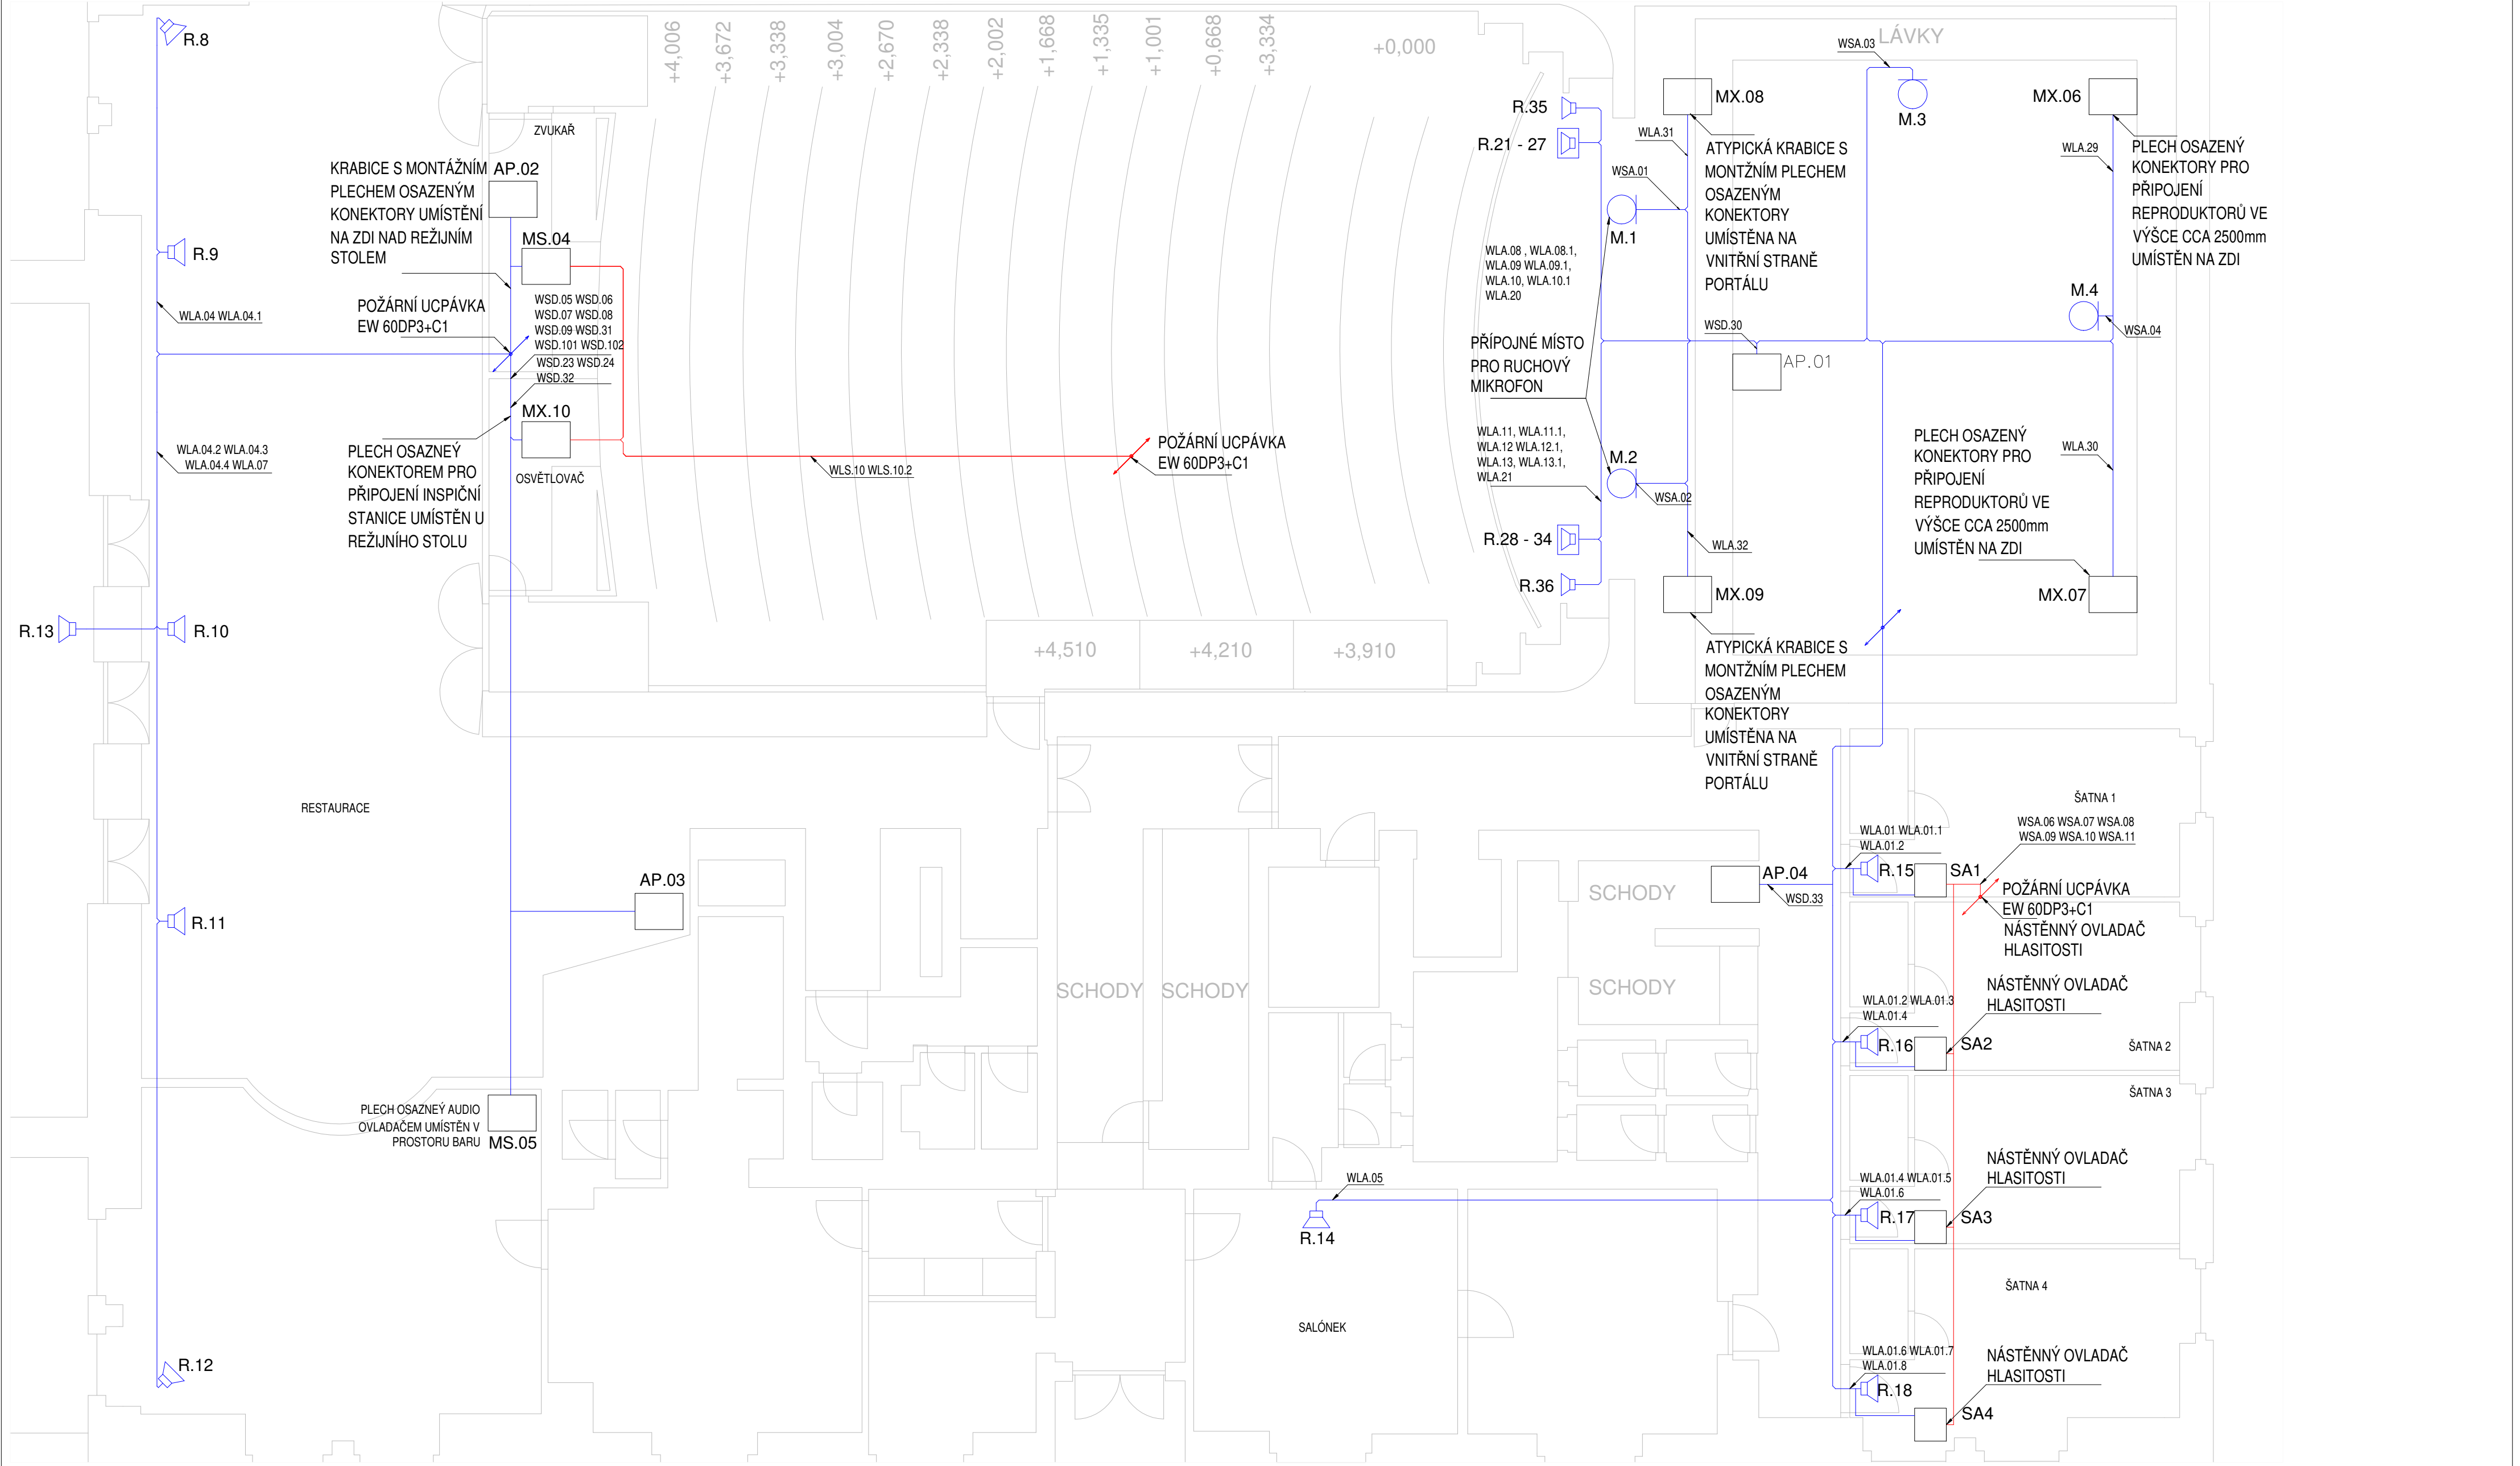 R.8
+4,006
+3,672
+3,338
+3,004
+2,670
+2,338
+2,002
+1,668
+1,335
+1,001
+0,668
+3,334
+0,000
LÁVKY
WSA.03
M.3
MX.08
MX.06
R.35
R.21 - 27
WLA.31
WSA.01
M.1
ATYPICKÁ KRABICE S
MONTŽNÍM PLECHEM
OSAZENÝM
KONEKTORY
UMÍSTĚNA NA
VNITŘNÍ STRANĚ
PORTÁLU
WLA.29
PLECH OSAZENÝ
KONEKTORY PRO
PŘIPOJENÍ
REPRODUKTORŮ VE
VÝŠCE CCA 2500mm
UMÍSTĚN NA ZDI
ZVUKAŘ
KRABICE S MONTÁŽNÍM
PLECHEM OSAZENÝM
KONEKTORY UMÍSTĚNÍ
NA ZDI NAD REŽIJNÍM
STOLEM
AP.02
MS.04
R.9
WLA.04 WLA.04.1
POŽÁRNÍ UCPÁVKA
EW 60DP3+C1
WSD.05 WSD.06
WSD.07 WSD.08
WSD.09 WSD.31
WSD.101 WSD.102
WSD.23 WSD.24
WSD.32
MX.10
WLA.08 , WLA.08.1,
WLA.09 WLA.09.1,
WLA.10, WLA.10.1
WLA.20
PŘÍPOJNÉ MÍSTO
PRO RUCHOVÝ
MIKROFON
WSD.30
AP.01
M.4
WSA.04
WLA.04.2 WLA.04.3
WLA.04.4 WLA.07
PLECH OSAZNEÝ
KONEKTOREM PRO
PŘIPOJENÍ INSPIČNÍ
STANICE UMÍSTĚN U
REŽIJNÍHO STOLU
OSVĚTLOVAČ
WLS.10 WLS.10.2
POŽÁRNÍ UCPÁVKA
EW 60DP3+C1
WLA.11, WLA.11.1,
WLA.12 WLA.12.1,
WLA.13, WLA.13.1,
WLA.21
M.2
WSA.02
R.28 - 34
R.36
WLA.32
PLECH OSAZENÝ
KONEKTORY PRO
PŘIPOJENÍ
REPRODUKTORŮ VE
VÝŠCE CCA 2500mm
UMÍSTĚN NA ZDI
WLA.30
MX.09
MX.07
ATYPICKÁ KRABICE S
MONTŽNÍM PLECHEM
OSAZENÝM
KONEKTORY
UMÍSTĚNA NA
VNITŘNÍ STRANĚ
PORTÁLU
R.13
R.10
+4,510
+4,210
+3,910
RESTAURACE
ŠATNA 1
WSA.06 WSA.07 WSA.08
WSA.09 WSA.10 WSA.11
WLA.01 WLA.01.1
WLA.01.2
R.15
SA1
POŽÁRNÍ UCPÁVKA
EW 60DP3+C1
NÁSTĚNNÝ OVLADAČ
HLASITOSTI
AP.03
AP.04
WSD.33
SCHODY
R.11
SCHODY
SCHODY
SCHODY
NÁSTĚNNÝ OVLADAČ
HLASITOSTI
WLA.01.2 WLA.01.3
WLA.01.4
R.16
SA2
ŠATNA 2
ŠATNA 3
PLECH OSAZNEÝ AUDIO
OVLADAČEM UMÍSTĚN V
PROSTORU BARU
MS.05
NÁSTĚNNÝ OVLADAČ
HLASITOSTI
WLA.05
R.14
WLA.01.4 WLA.01.5
WLA.01.6
R.17
SA3
ŠATNA 4
SALÓNEK
R.12
WLA.01.6 WLA.01.7
WLA.01.8
R.18
NÁSTĚNNÝ OVLADAČ
HLASITOSTI
SA4